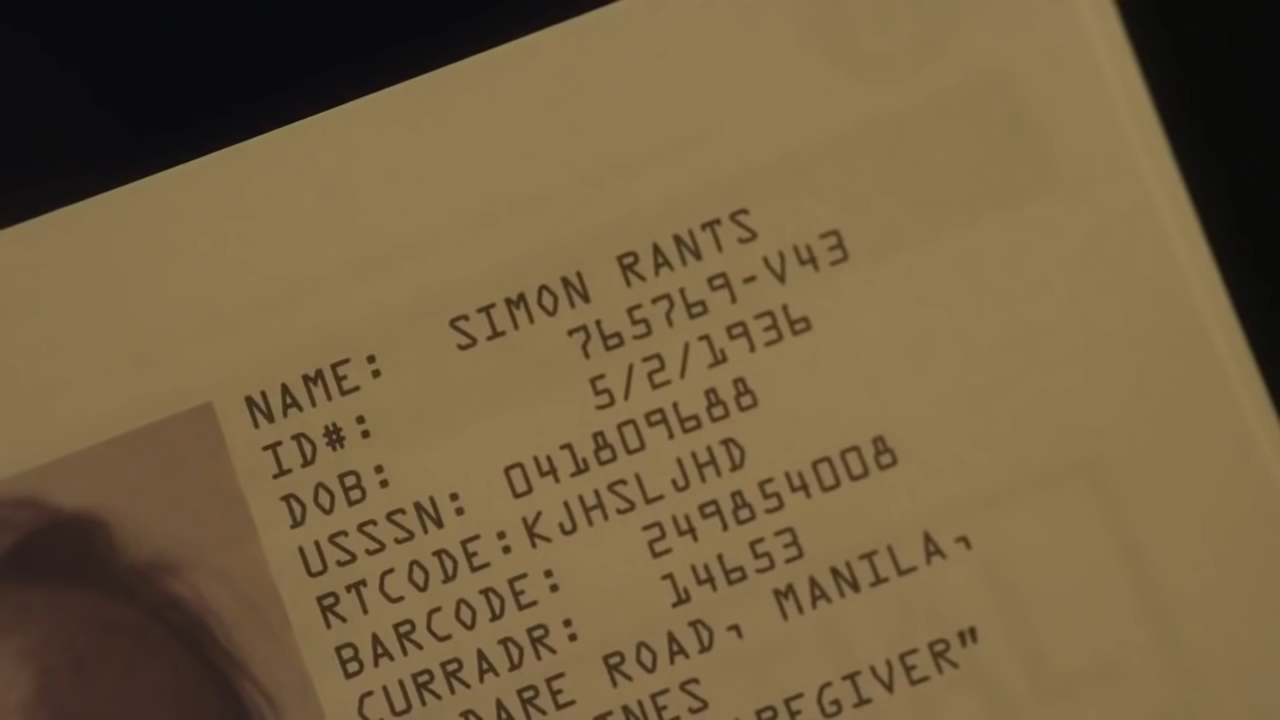 NAME: SIMON RANTS
ID#: 765769-V43
DOB: 5/2/1936
USSSN: 041809688
RTCODE:KJHSLJHD
BARCODE: 249854008
CURRADR: 14653
DARE ROAD, MANILA,